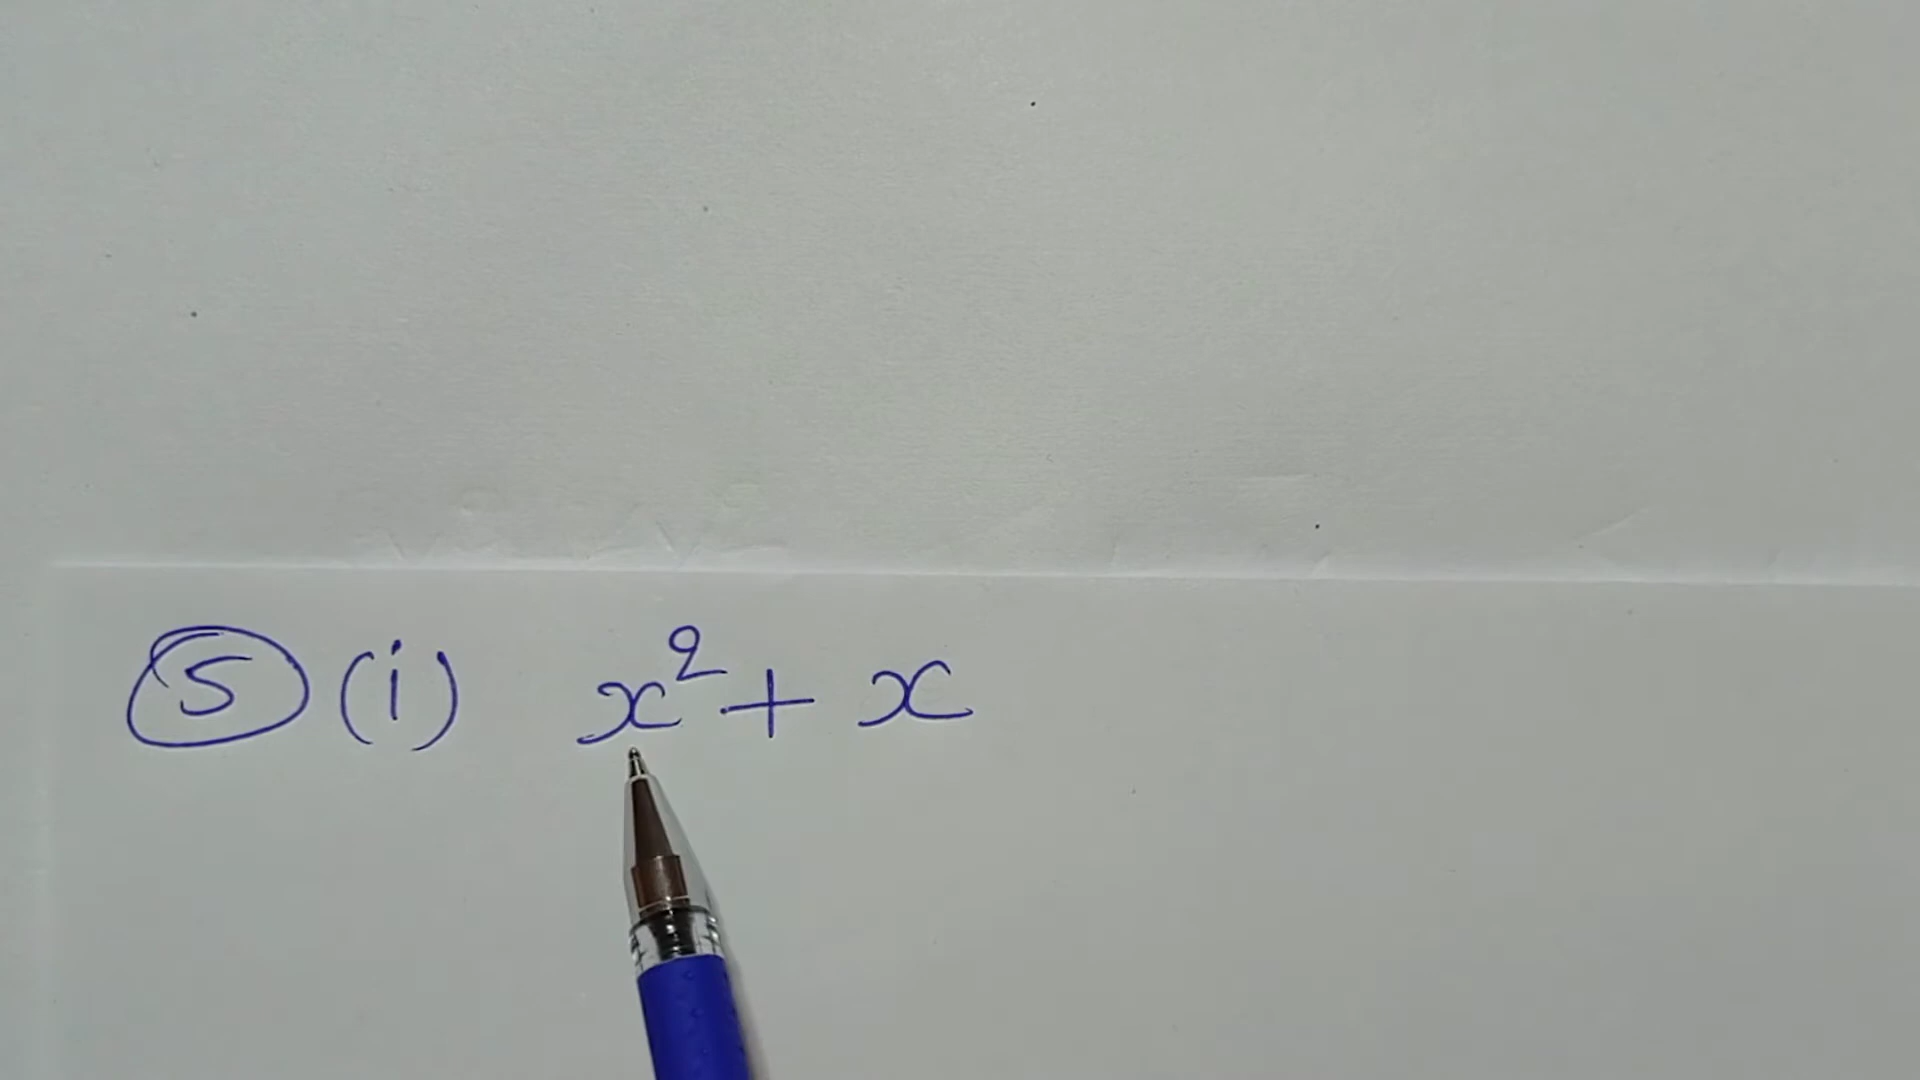 ⑤ (i) x² + x